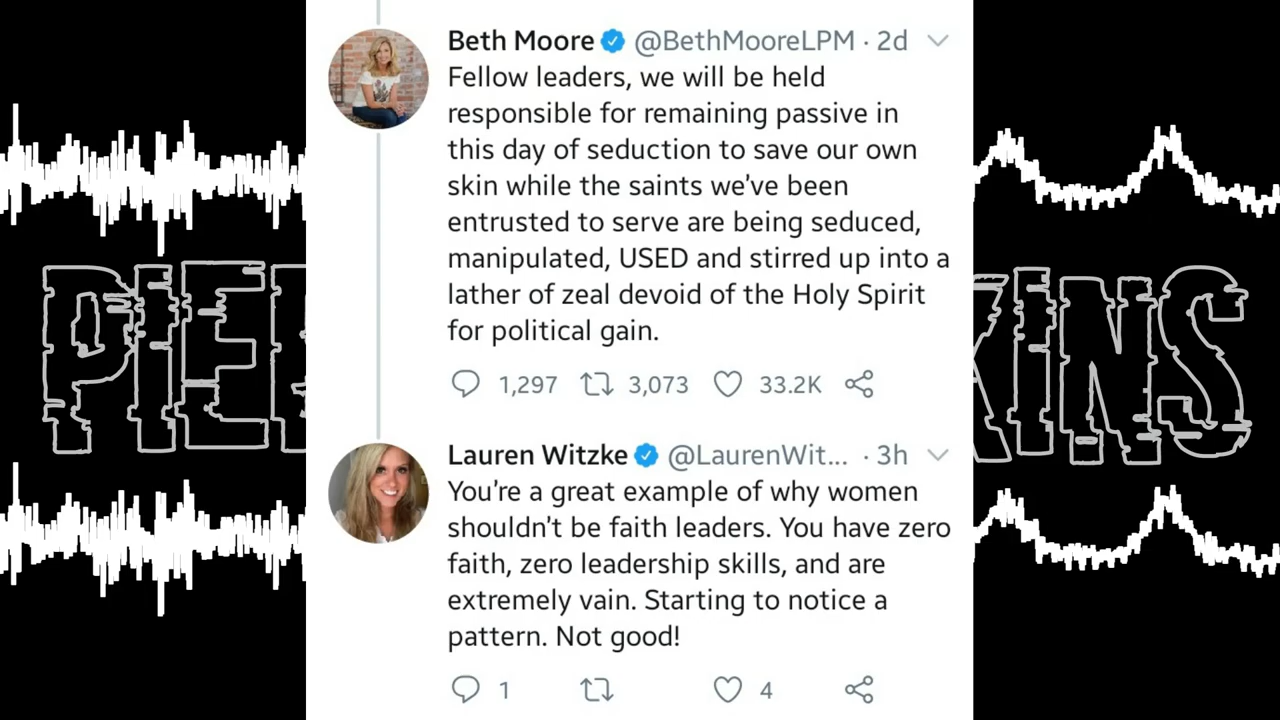 Beth Moore @BethMooreLPM · 2d
Fellow leaders, we will be held
responsible for remaining passive in
this day of seduction to save our own
skin while the saints we've been
entrusted to serve are being seduced,
manipulated, USED and stirred up into a
lather of zeal devoid of the Holy Spirit
for political gain.
1,297 3,073 33.2K
Lauren Witzke @LaurenWit... · 3h
You're a great example of why women
shouldn't be faith leaders. You have zero
faith, zero leadership skills, and are
extremely vain. Starting to notice a
pattern. Not good!
1 4